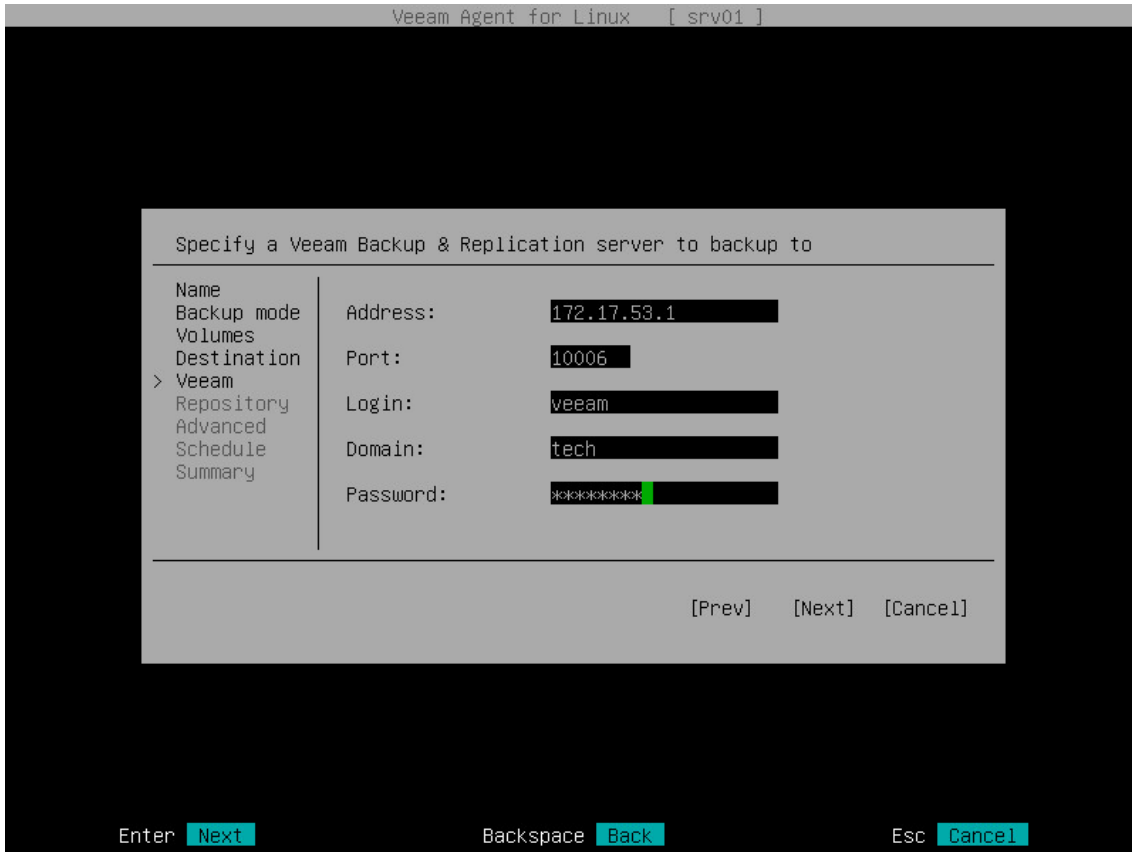 Veeam Agent for Linux [ srv01 ]
Specify a Veeam Backup & Replication server to backup to
Name
Backup mode
Volumes
Destination
> Veeam
Repository
Advanced
Schedule
Summary
Address: 172.17.53.1
Port: 10006
Login: veeam
Domain: tech
Password: ********
[Prev] [Next] [Cancel]
Enter Next Backspace Back Esc Cancel